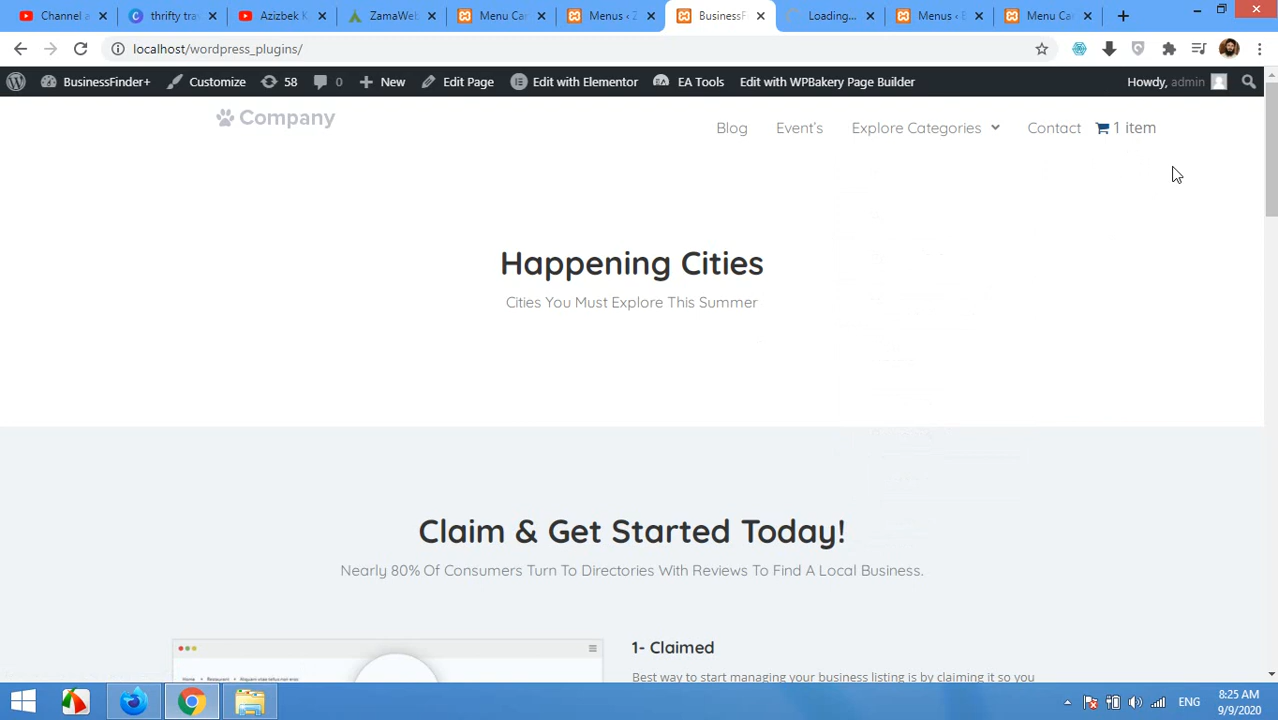 Channel a
thrifty tra
Azizbek K
ZamaWeb
Menu Car
Menus ‹ Z
BusinessF
Loading...
Menus ‹ E
Menu Car
localhost/wordpress_plugins/
BusinessFinder+ Customize 58 0 New Edit Page Edit with Elementor EA Tools Edit with WPBakery Page Builder Howdy, admin
Company
Blog Event's Explore Categories Contact 1 item
Happening Cities
Cities You Must Explore This Summer
Claim & Get Started Today!
Nearly 80% Of Consumers Turn To Directories With Reviews To Find A Local Business.
1- Claimed
Best way to start managing your business listing is by claiming it so you
ENG
8:25 AM
9/9/2020